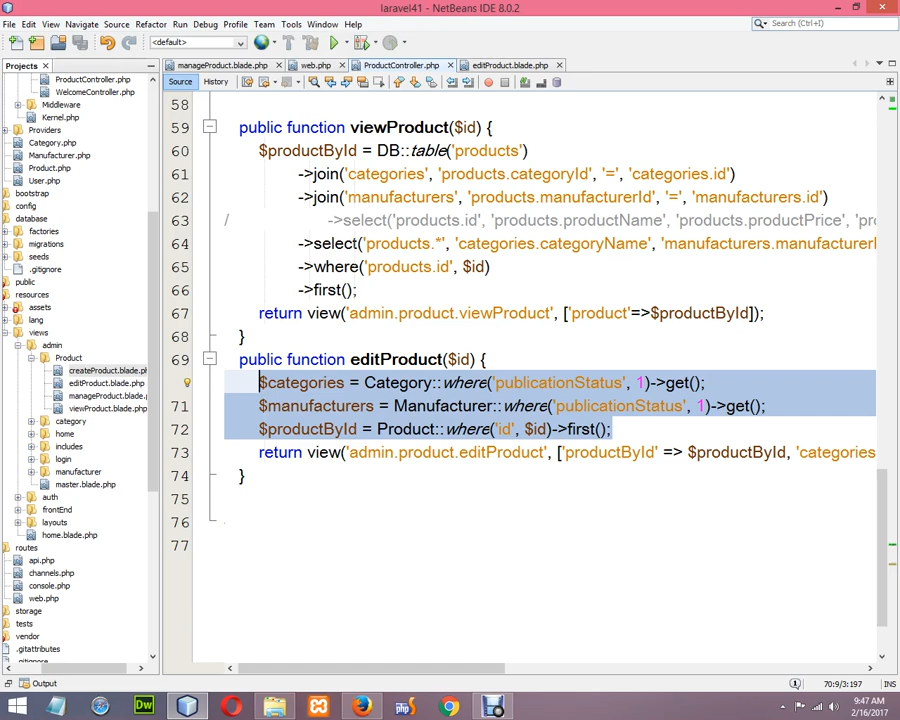 laravel41 - NetBeans IDE 8.0.2
File Edit View Navigate Source Refactor Run Debug Profile Team Tools Window Help
Search (Ctrl+I)
<default>
Projects
manageProduct.blade.php
web.php
ProductController.php
editProduct.blade.php
Source
History
ProductController.php
WelcomeController.php
Middleware
Kernel.php
Providers
Category.php
Manufacturer.php
Product.php
User.php
bootstrap
config
database
factories
migrations
seeds
.gitignore
public
resources
assets
lang
views
admin
Product
createProduct.blade.ph
editProduct.blade.php
manageProduct.blade.p
viewProduct.blade.php
category
home
includes
login
manufacturer
master.blade.php
auth
frontEnd
layouts
home.blade.php
routes
api.php
channels.php
console.php
web.php
storage
tests
vendor
.gitattributes
.gitignore
58
59 public function viewProduct($id) {
60 $productById = DB::table('products')
61 ->join('categories', 'products.categoryId', '=', 'categories.id')
62 ->join('manufacturers', 'products.manufacturerId', '=', 'manufacturers.id')
63 / ->select('products.id', 'products.productName', 'products.productPrice', 'pro
64 ->select('products.*', 'categories.categoryName', 'manufacturers.manufacturerN
65 ->where('products.id', $id)
66 ->first();
67 return view('admin.product.viewProduct', ['product'=>$productById]);
68 }
69 public function editProduct($id) {
$categories = Category::where('publicationStatus', 1)->get();
71 $manufacturers = Manufacturer::where('publicationStatus', 1)->get();
72 $productById = Product::where('id', $id)->first();
73 return view('admin.product.editProduct', ['productById' => $productById, 'categories
74 }
75
76
77
Output
70:9/3:197
INS
9:47 AM
2/16/2017